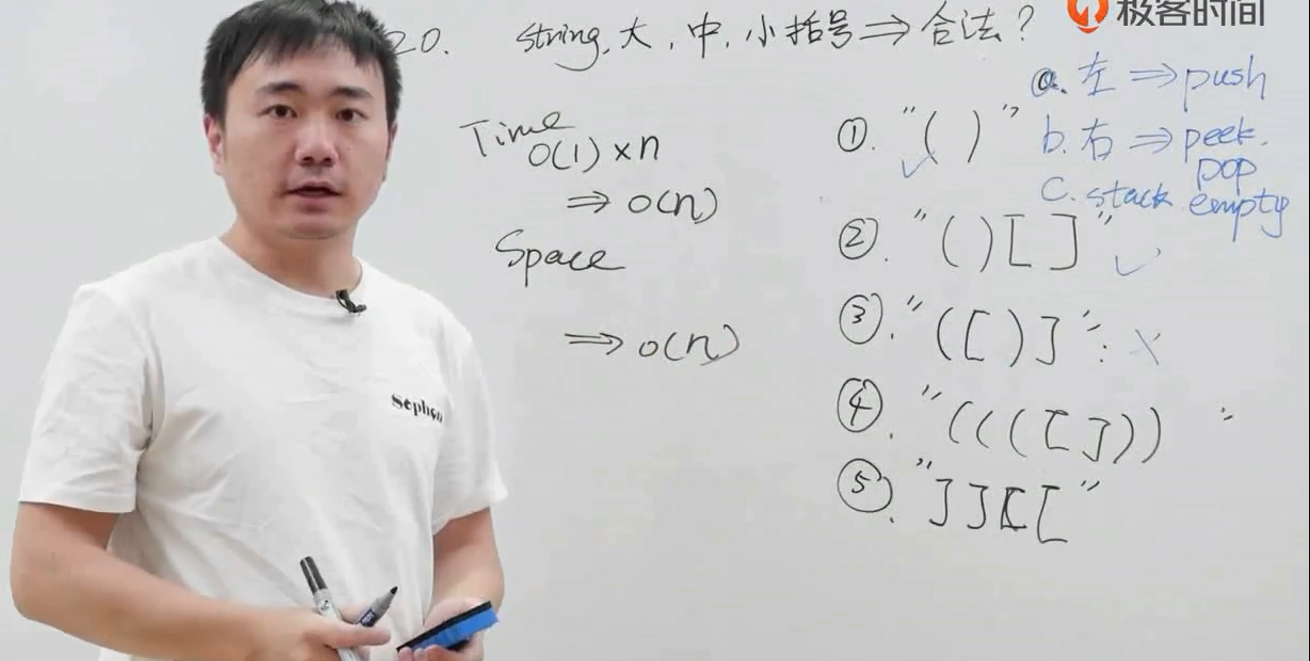 极客时间
20. string, 大, 中, 小括号 ⇒ 合法?
Time
O(1) × n
⇒ O(n)
Space
⇒ O(n)
①. "( )" ✓
②. "()[ ]" ✓
③. "([)]" : ×
④. "((([]))"
⑤. "]][["
a. 左 ⇒ push
b. 右 ⇒ peek.
pop
c. stack empty
Sephon